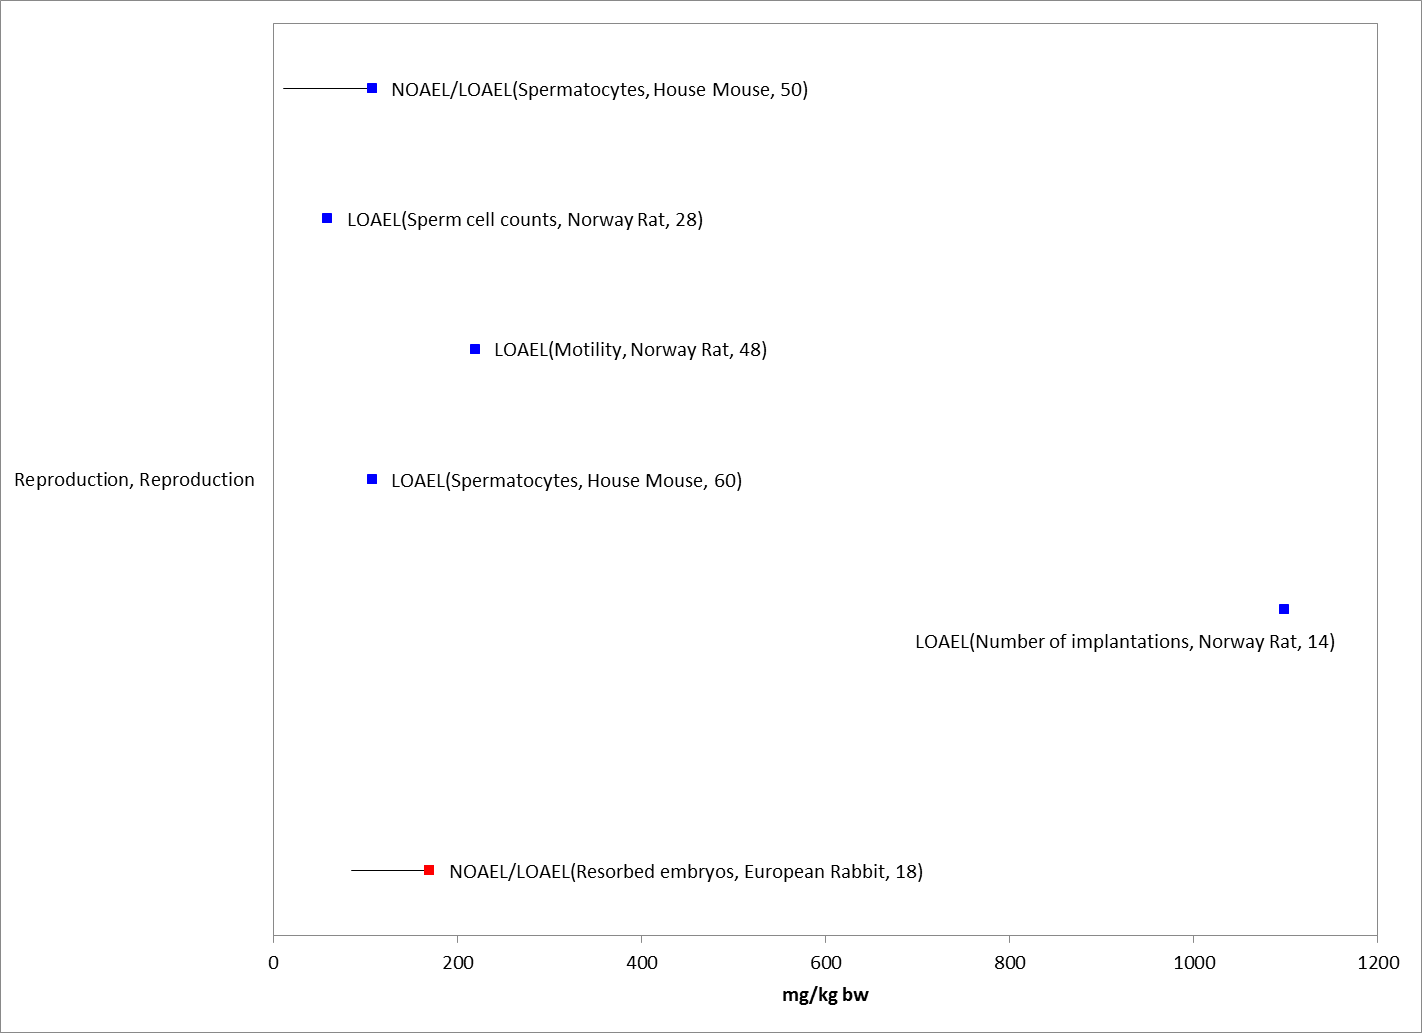 NOAEL/LOAEL(Spermatocytes, House Mouse, 50)
LOAEL(Sperm cell counts, Norway Rat, 28)
LOAEL(Motility, Norway Rat, 48)
Reproduction, Reproduction
LOAEL(Spermatocytes, House Mouse, 60)
LOAEL(Number of implantations, Norway Rat, 14)
NOAEL/LOAEL(Resorbed embryos, European Rabbit, 18)
0 200 400 600 800 1000 1200
mg/kg bw